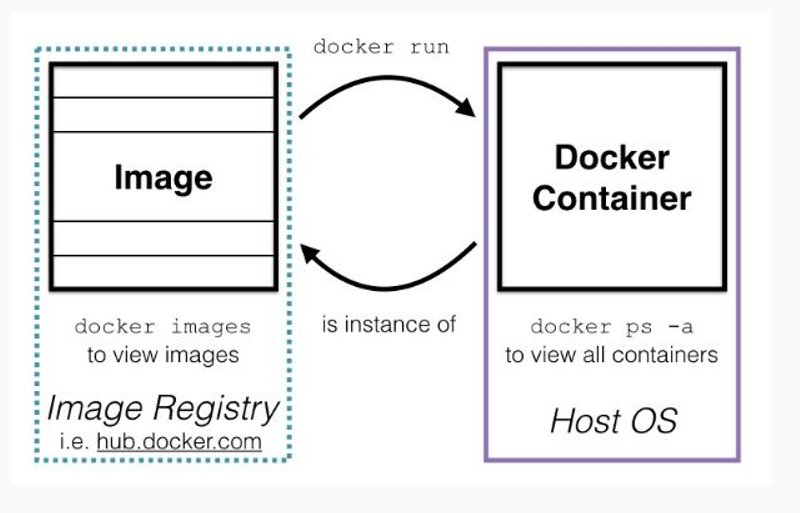 docker run
Image
Docker
Container
docker images
to view images
is instance of
docker ps -a
to view all containers
Image Registry
i.e. hub.docker.com
Host OS